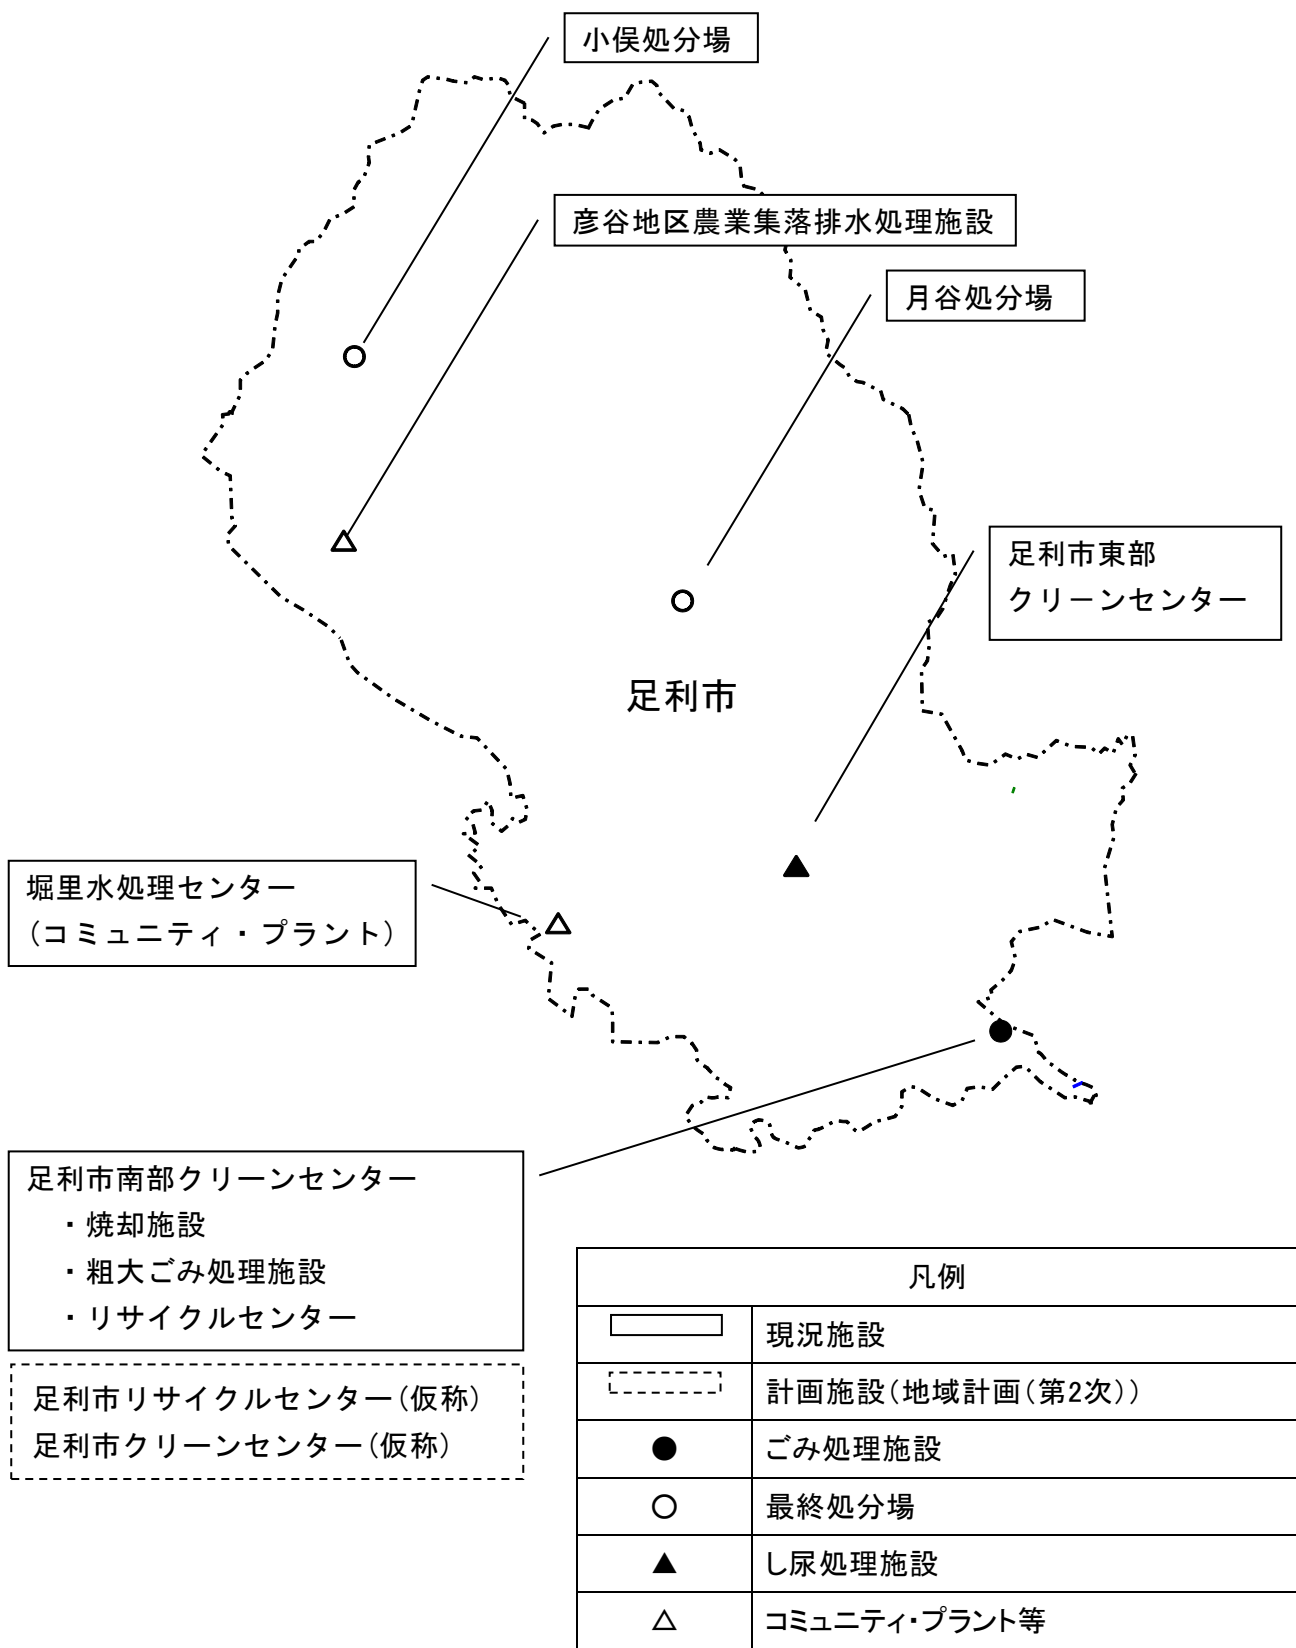 小俣処分場
彦谷地区農業集落排水処理施設
月谷処分場
足利市東部
クリーンセンター
足利市
堀里水処理センター
(コミュニティ・プラント)
足利市南部クリーンセンター
・焼却施設
・粗大ごみ処理施設
・リサイクルセンター
足利市リサイクルセンター(仮称)
足利市クリーンセンター(仮称)
凡例
現況施設
計画施設(地域計画(第2次))
● ごみ処理施設
○ 最終処分場
▲ し尿処理施設
△ コミュニティ・プラント等